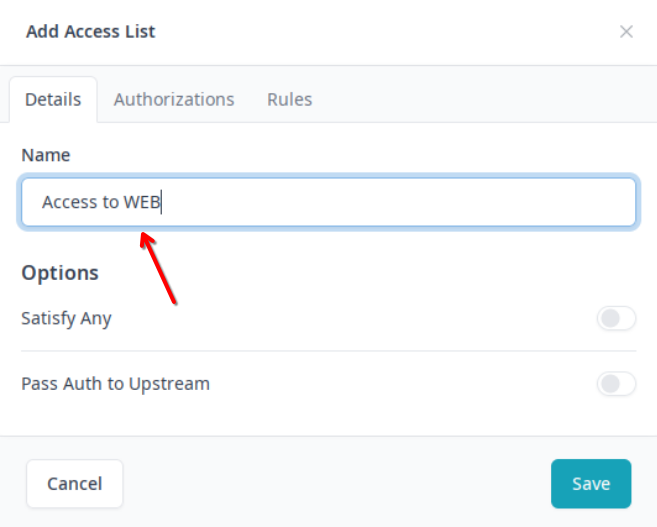 Add Access List
Details Authorizations Rules
Name
Access to WEB
Options
Satisfy Any
Pass Auth to Upstream
Cancel Save